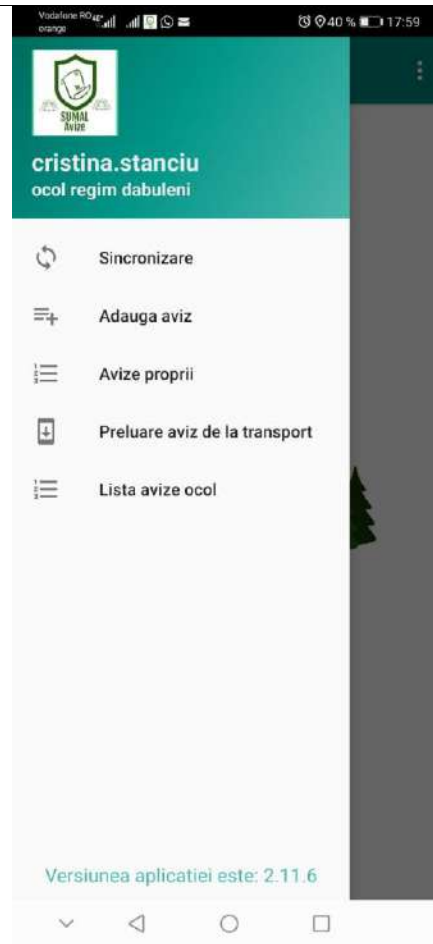 Vodafone RO 4G+ 40 % 17:59
orange
SUMAL
Avize
cristina.stanciu
ocol regim dabuleni
Sincronizare
Adauga aviz
Avize proprii
Preluare aviz de la transport
Lista avize ocol
Versiunea aplicatiei este: 2.11.6